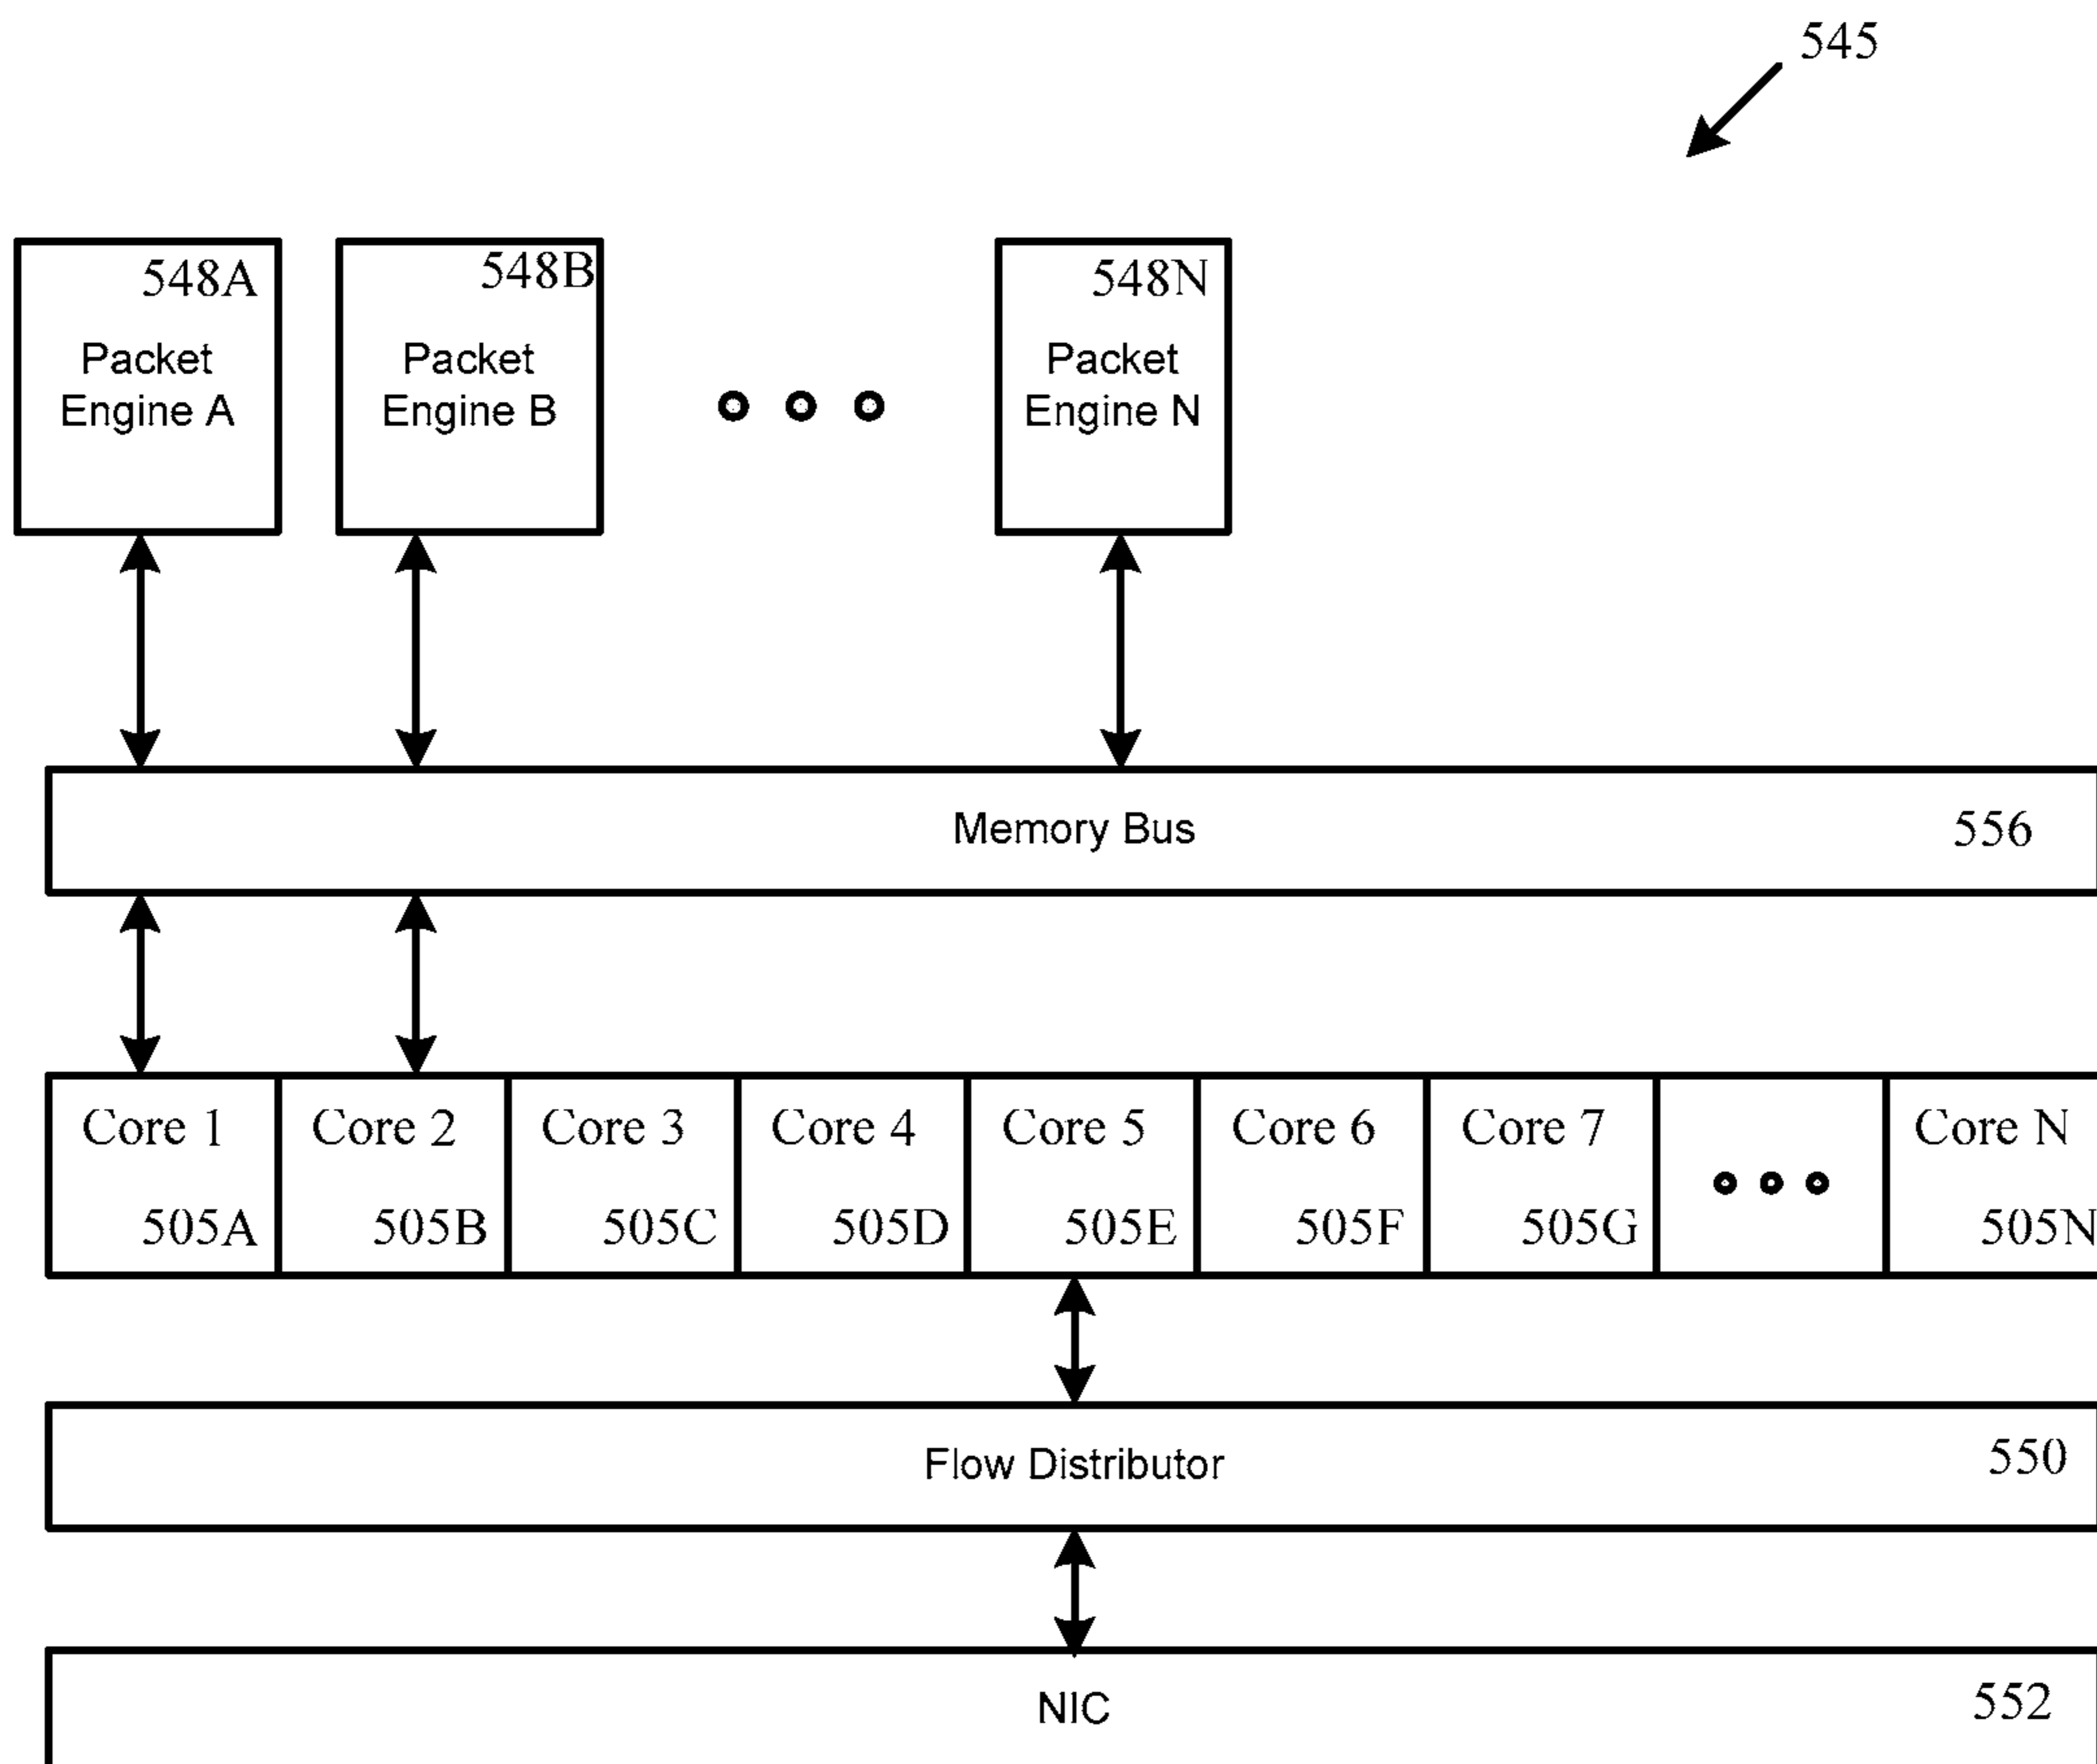 545
548A
Packet
Engine A
548B
Packet
Engine B
548N
Packet
Engine N
Memory Bus
556
Core 1
505A
Core 2
505B
Core 3
505C
Core 4
505D
Core 5
505E
Core 6
505F
Core 7
505G
Core N
505N
Flow Distributor
550
NIC
552